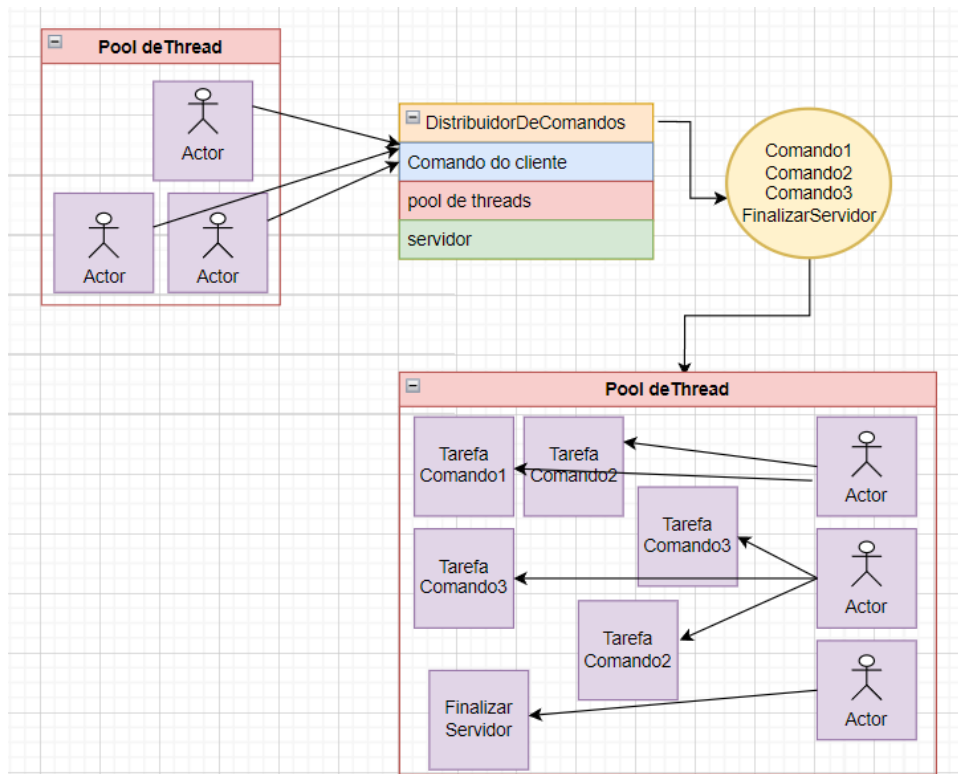 Pool deThread
Actor
Actor
Actor
DistribuidorDeComandos
Comando do cliente
pool de threads
servidor
Comando1
Comando2
Comando3
FinalizarServidor
Pool deThread
Tarefa
Comando1
Tarefa
Comando2
Actor
Tarefa
Comando3
Tarefa
Comando3
Actor
Tarefa
Comando2
Finalizar
Servidor
Actor